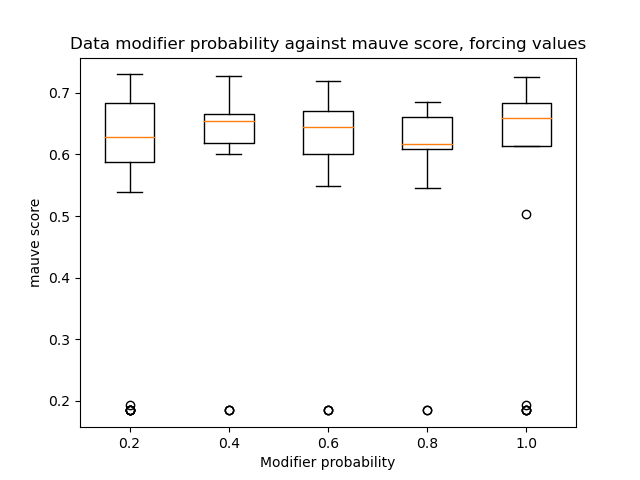 Data modifier probability against mauve score, forcing values
0.7
0.6
0.5
0.4
0.3
0.2
mauve score
0.2 0.4 0.6 0.8 1.0
Modifier probability